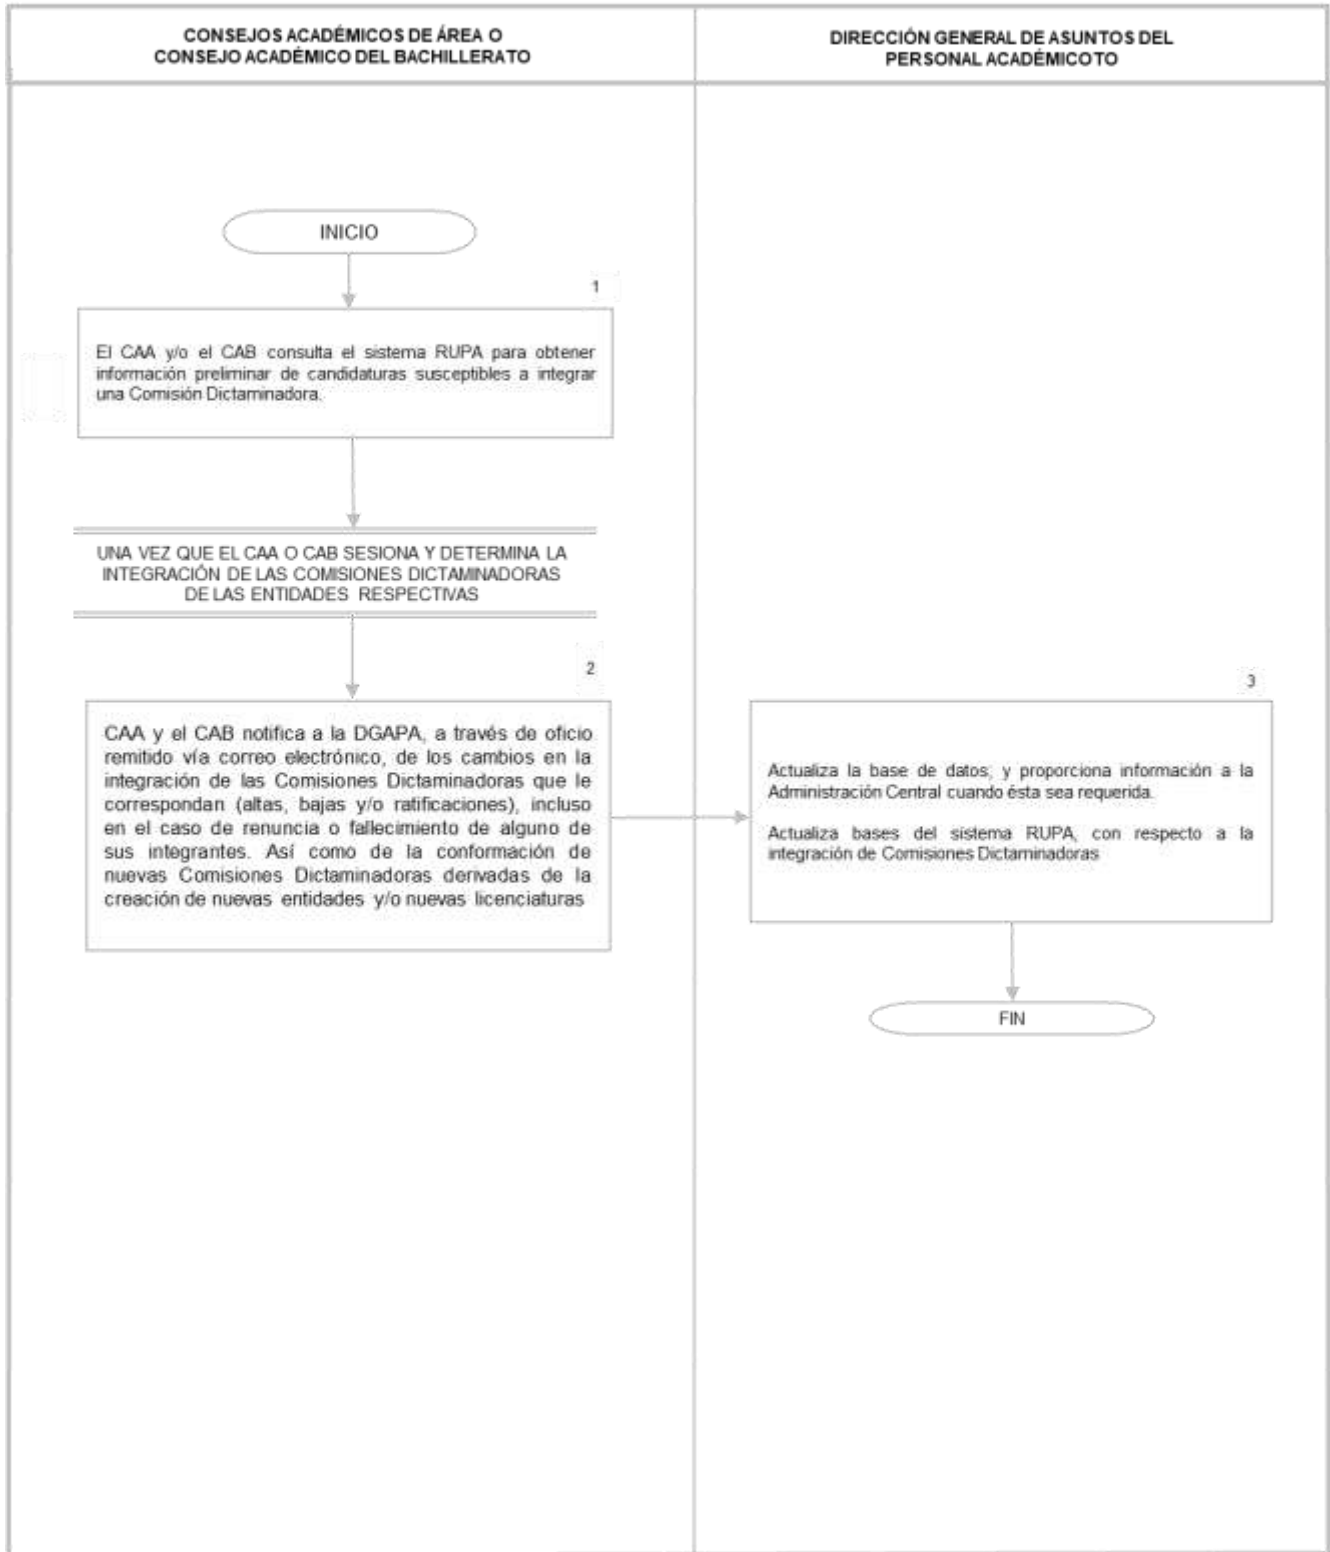 CONSEJOS ACADÉMICOS DE ÁREA O
CONSEJO ACADÉMICO DEL BACHILLERATO
DIRECCIÓN GENERAL DE ASUNTOS DEL
PERSONAL ACADÉMICOTO
INICIO
1
El CAA y/o el CAB consulta el sistema RUPA para obtener
información preliminar de candidaturas susceptibles a integrar
una Comisión Dictaminadora.
UNA VEZ QUE EL CAA O CAB SESIONA Y DETERMINA LA
INTEGRACIÓN DE LAS COMISIONES DICTAMINADORAS
DE LAS ENTIDADES RESPECTIVAS
2
CAA y el CAB notifica a la DGAPA, a través de oficio
remitido vía correo electrónico, de los cambios en la
integración de las Comisiones Dictaminadoras que le
correspondan (altas, bajas y/o ratificaciones), incluso
en el caso de renuncia o fallecimiento de alguno de
sus integrantes. Así como de la conformación de
nuevas Comisiones Dictaminadoras derivadas de la
creación de nuevas entidades y/o nuevas licenciaturas
3
Actualiza la base de datos; y proporciona información a la
Administración Central cuando ésta sea requerida.
Actualiza bases del sistema RUPA, con respecto a la
integración de Comisiones Dictaminadoras
FIN